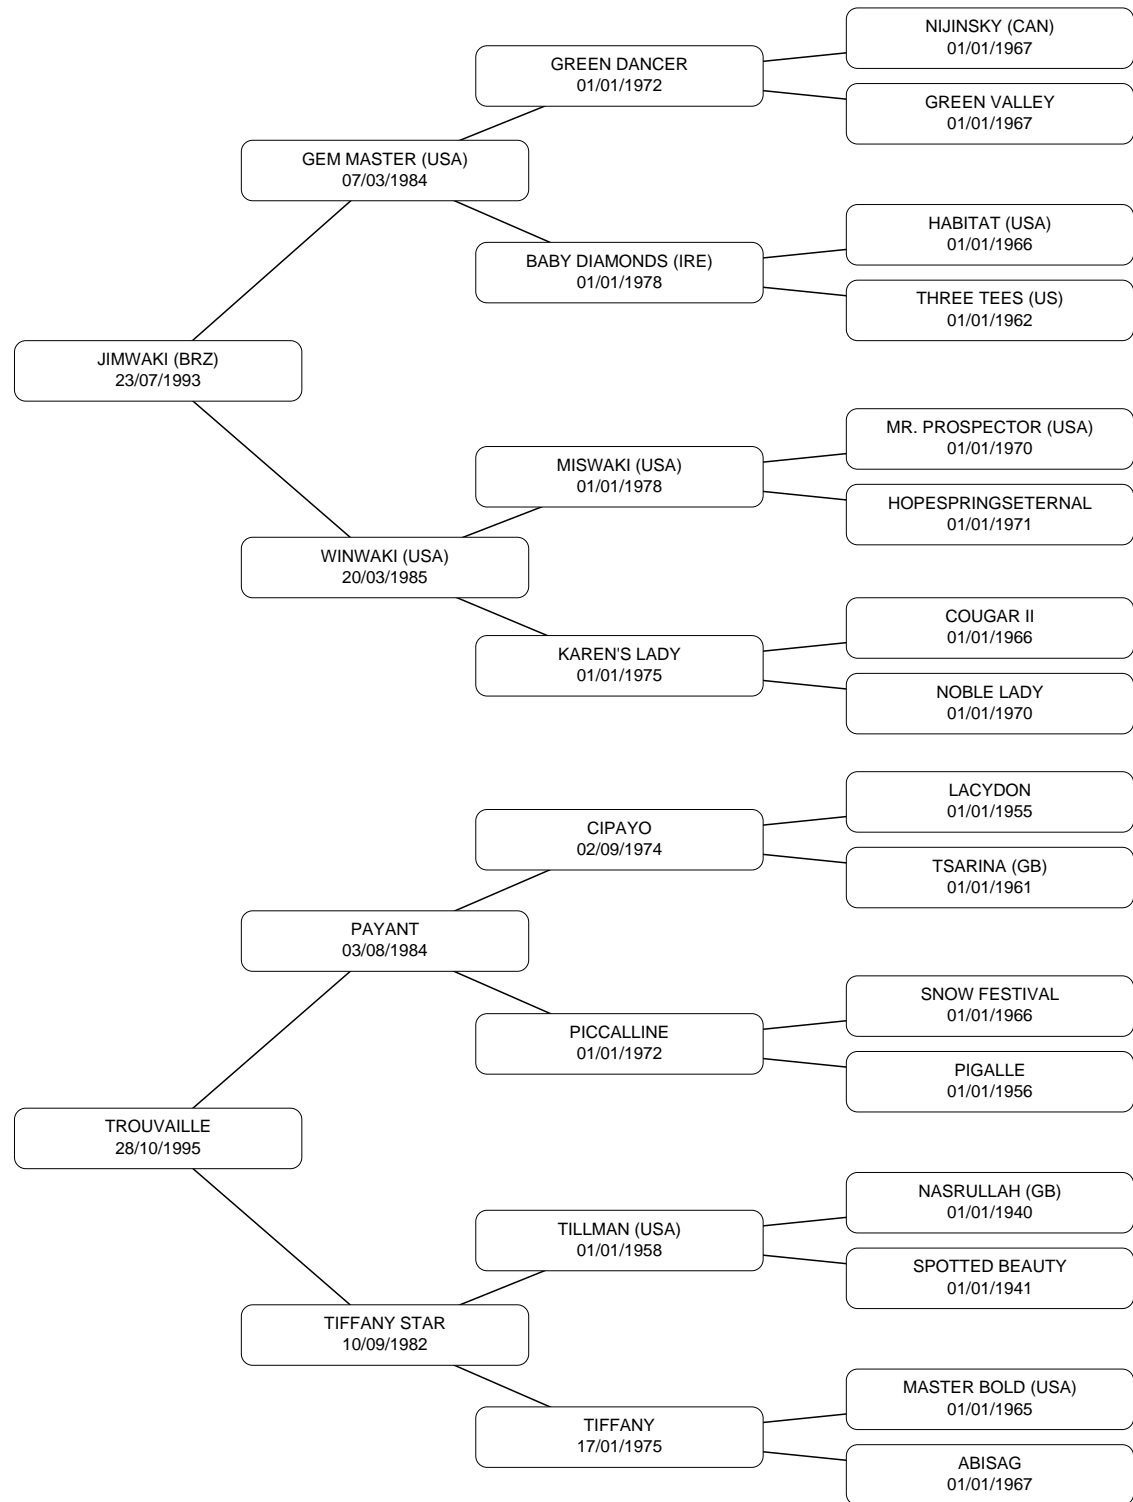 NIJINSKY (CAN)
01/01/1967
GREEN DANCER
01/01/1972
GREEN VALLEY
01/01/1967
GEM MASTER (USA)
07/03/1984
HABITAT (USA)
01/01/1966
BABY DIAMONDS (IRE)
01/01/1978
THREE TEES (US)
01/01/1962
JIMWAKI (BRZ)
23/07/1993
MR. PROSPECTOR (USA)
01/01/1970
MISWAKI (USA)
01/01/1978
HOPESPRINGSETERNAL
01/01/1971
WINWAKI (USA)
20/03/1985
COUGAR II
01/01/1966
KAREN'S LADY
01/01/1975
NOBLE LADY
01/01/1970
LACYDON
01/01/1955
CIPAYO
02/09/1974
TSARINA (GB)
01/01/1961
PAYANT
03/08/1984
SNOW FESTIVAL
01/01/1966
PICCALLINE
01/01/1972
PIGALLE
01/01/1956
TROUVAILLE
28/10/1995
NASRULLAH (GB)
01/01/1940
TILLMAN (USA)
01/01/1958
SPOTTED BEAUTY
01/01/1941
TIFFANY STAR
10/09/1982
MASTER BOLD (USA)
01/01/1965
TIFFANY
17/01/1975
ABISAG
01/01/1967